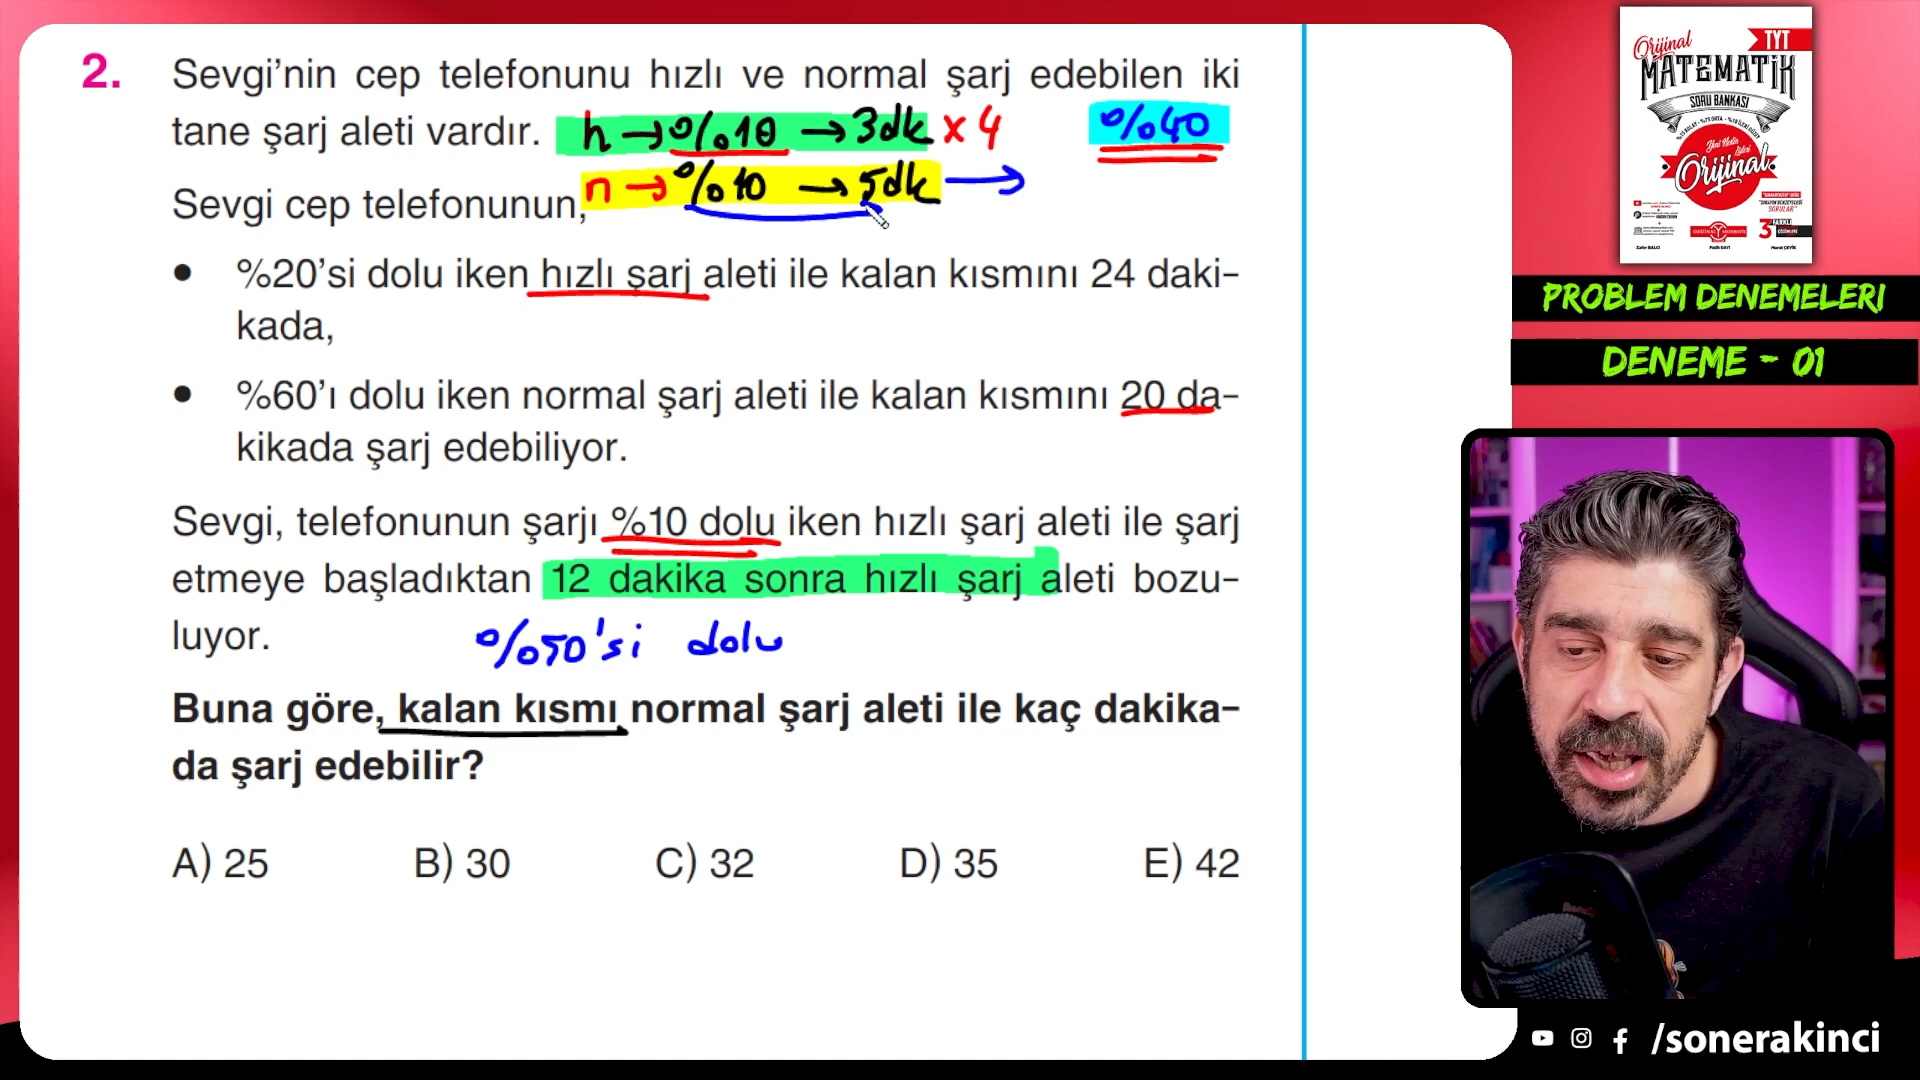 2. Sevgi'nin cep telefonunu hızlı ve normal şarj edebilen iki
tane şarj aleti vardır.
h → %10 → 3dk x 4
%40
n → %10 → 5dk →
Sevgi cep telefonunun,
• %20'si dolu iken hızlı şarj aleti ile kalan kısmını 24 daki-
kada,
• %60'ı dolu iken normal şarj aleti ile kalan kısmını 20 da-
kikada şarj edebiliyor.
Sevgi, telefonunun şarjı %10 dolu iken hızlı şarj aleti ile şarj
etmeye başladıktan 12 dakika sonra hızlı şarj aleti bozu-
luyor.
%50'si dolu
Buna göre, kalan kısmı normal şarj aleti ile kaç dakika-
da şarj edebilir?
A) 25 B) 30 C) 32 D) 35 E) 42
Orijinal
TYT
MATEMATİK
SORU BANKASI
Orijinal
PROBLEM DENEMELERİ
DENEME - 01
/sonerakinci